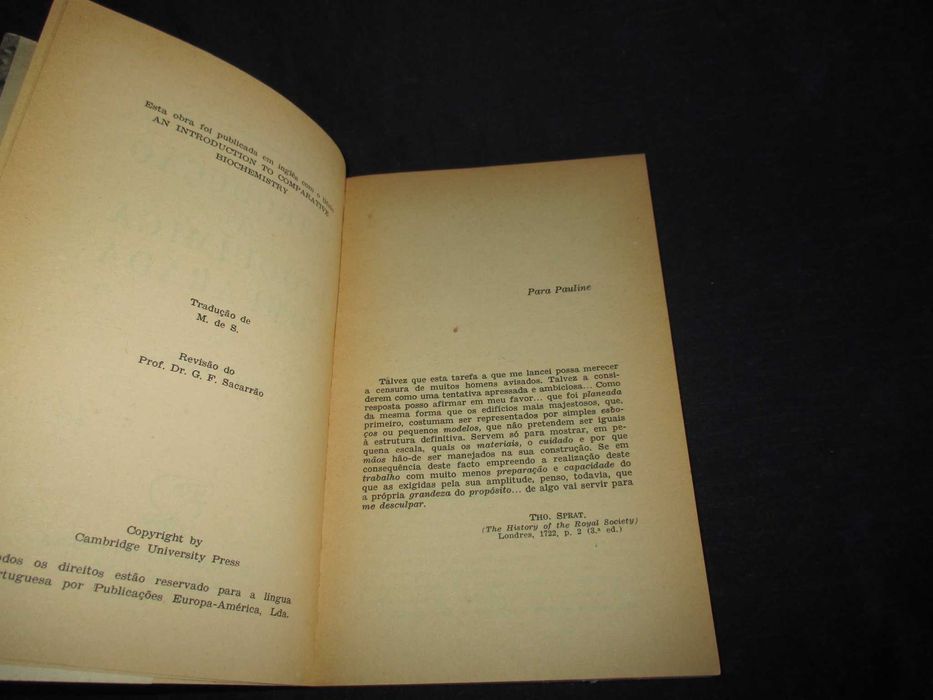 Esta obra foi publicada em inglês com o título
AN INTRODUCTION TO COMPARATIVE
BIOCHEMISTRY
Tradução de
M. de S.
Revisão do
Prof. Dr. G. F. Sacarrão
Copyright by
Cambridge University Press
odos os direitos estão reservado para a língua
rtuguesa por Publicações Europa-América, Lda.
Para Pauline
Talvez que esta tarefa a que me lancei possa merecer
a censura de muitos homens avisados. Talvez a consi-
derem como uma tentativa apressada e ambiciosa... Como
resposta posso afirmar em meu favor... que foi planeada
da mesma forma que os edifícios mais majestosos, que,
primeiro, costumam ser representados por simples esbo-
ços ou pequenos modelos, que não pretendem ser iguais
à estrutura definitiva. Servem só para mostrar, em pe-
quena escala, quais os materiais, o cuidado e por que
mãos hão-de ser manejados na sua construção. Se em
consequência deste facto empreendo a realização deste
trabalho com muito menos preparação e capacidade do
que as exigidas pela sua amplitude, penso, todavia, que
a própria grandeza do propósito... de algo vai servir para
me desculpar.
THO. SPRAT.
(The History of the Royal Society)
Londres, 1722, p. 2 (3.ª ed.)